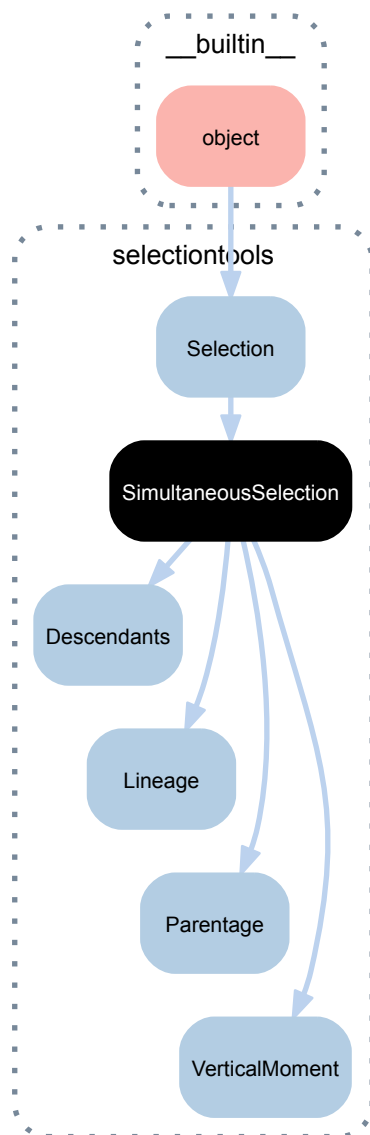 __builtin__
object
selectiontools
Selection
SimultaneousSelection
Descendants
Lineage
Parentage
VerticalMoment